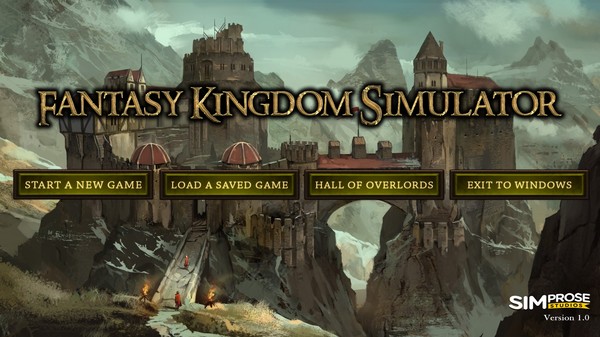 FANTASY KINGDOM SIMULATOR
START A NEW GAME
LOAD A SAVED GAME
HALL OF OVERLORDS
EXIT TO WINDOWS
SIMPROSE
STUDIOS
Version 1.0